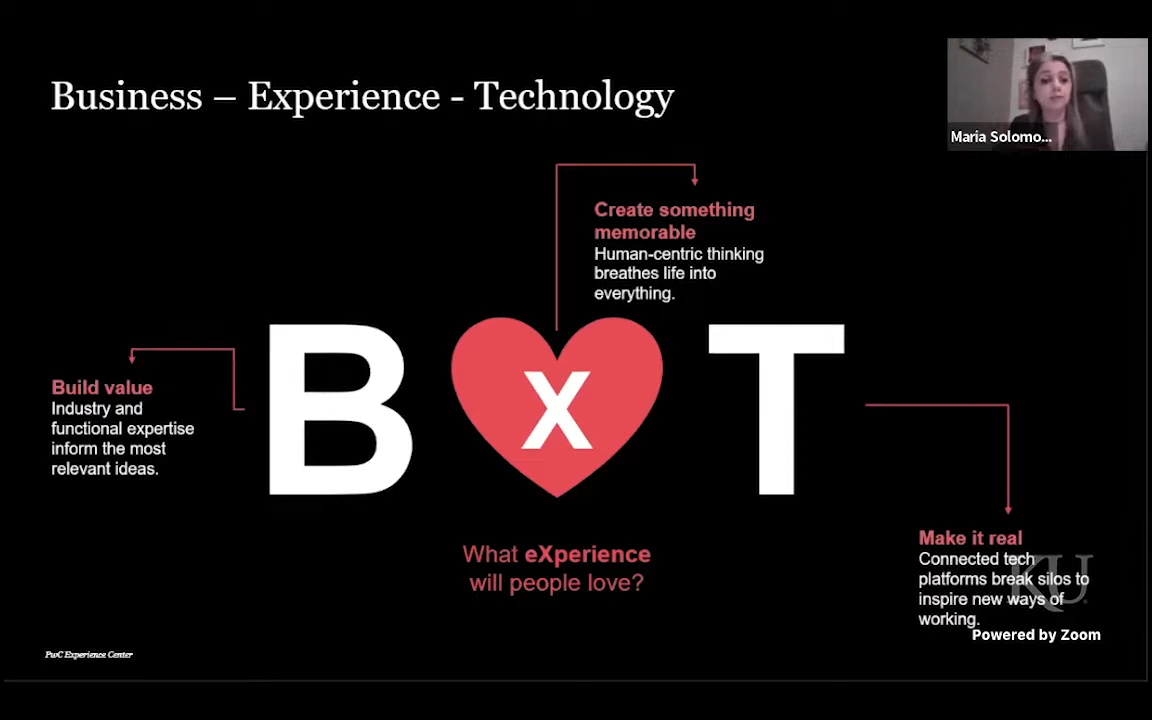 Business – Experience - Technology
Maria Solomo...
Create something
memorable
Human-centric thinking
breathes life into
everything.
Build value
Industry and
functional expertise
inform the most
relevant ideas.
B X T
What eXperience
will people love?
Make it real
Connected tech
platforms break silos to
inspire new ways of
working.
KU
Powered by Zoom
PwC Experience Center